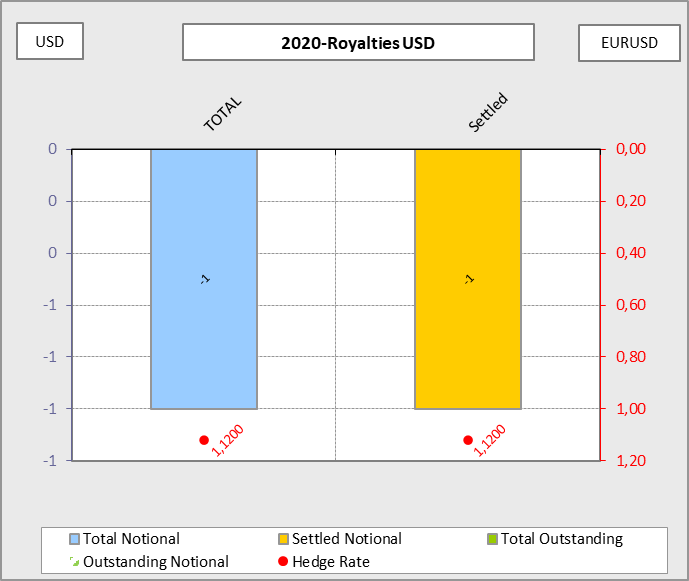 USD
2020-Royalties USD
EURUSD
TOTAL
Settled
0
0
0
-1
-1
-1
-1
0,00
0,20
0,40
0,60
0,80
1,00
1,20
-1
-1
1,1200
1,1200
Total Notional
Settled Notional
Total Outstanding
Outstanding Notional
Hedge Rate